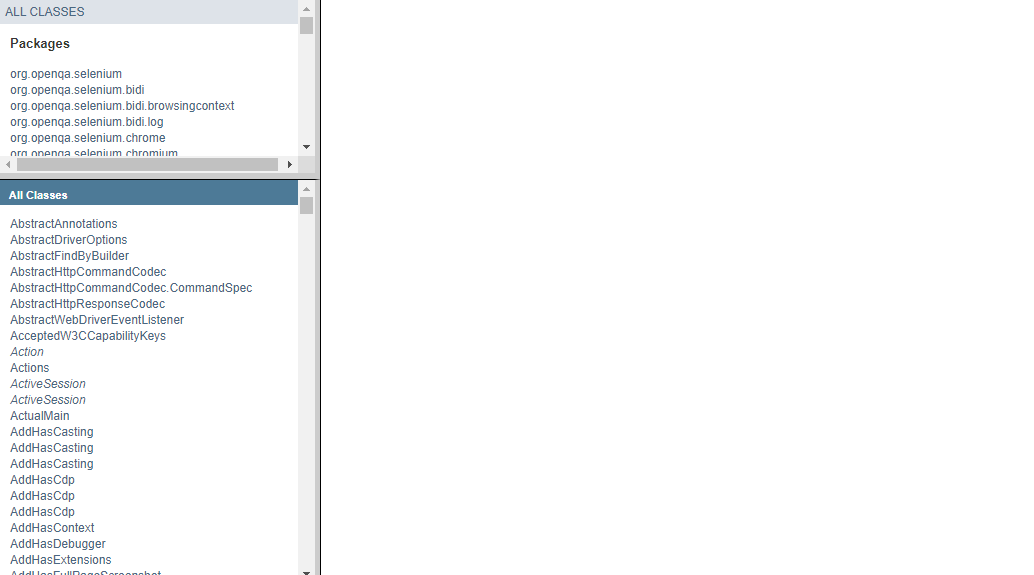 ALL CLASSES
Packages
org.openqa.selenium
org.openqa.selenium.bidi
org.openqa.selenium.bidi.browsingcontext
org.openqa.selenium.bidi.log
org.openqa.selenium.chrome
org.openqa.selenium.chromium
All Classes
AbstractAnnotations
AbstractDriverOptions
AbstractFindByBuilder
AbstractHttpCommandCodec
AbstractHttpCommandCodec.CommandSpec
AbstractHttpResponseCodec
AbstractWebDriverEventListener
AcceptedW3CCapabilityKeys
Action
Actions
ActiveSession
ActiveSession
ActualMain
AddHasCasting
AddHasCasting
AddHasCasting
AddHasCdp
AddHasCdp
AddHasCdp
AddHasContext
AddHasDebugger
AddHasExtensions
AddHasFullPageScreenshot